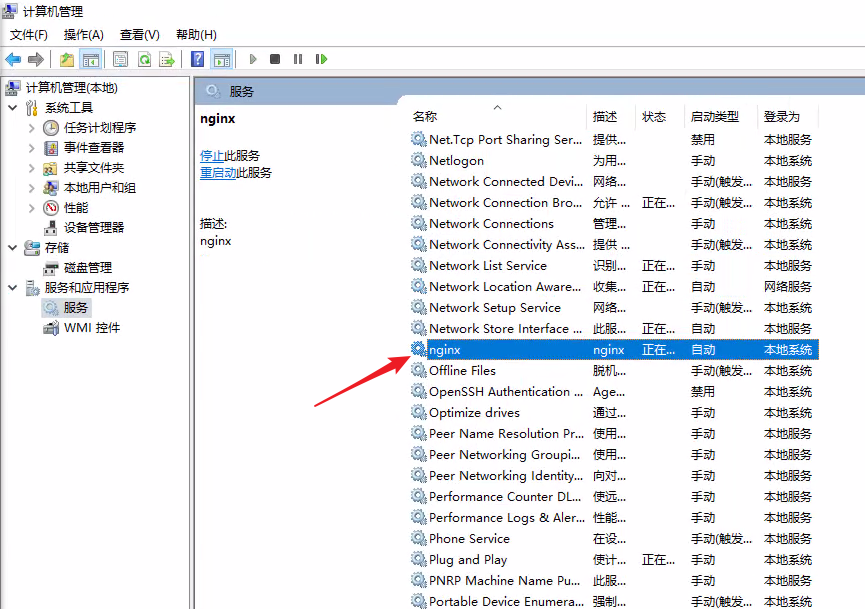 计算机管理
文件(F) 操作(A) 查看(V) 帮助(H)
计算机管理(本地)
系统工具
任务计划程序
事件查看器
共享文件夹
本地用户和组
性能
设备管理器
存储
磁盘管理
服务和应用程序
服务
WMI 控件
服务
nginx
停止此服务
重启动此服务
描述:
nginx
名称 描述 状态 启动类型 登录为
Net.Tcp Port Sharing Ser... 提供... 禁用 本地服务
Netlogon 为用... 手动 本地系统
Network Connected Devi... 网络... 手动(触发... 本地服务
Network Connection Bro... 允许 ... 正在... 手动(触发... 本地系统
Network Connections 管理... 手动 本地系统
Network Connectivity Ass... 提供 ... 手动(触发... 本地系统
Network List Service 识别... 正在... 手动 本地服务
Network Location Aware... 收集... 正在... 自动 网络服务
Network Setup Service 网络... 手动(触发... 本地系统
Network Store Interface ... 此服... 正在... 自动 本地服务
nginx nginx 正在... 自动 本地系统
Offline Files 脱机... 手动(触发... 本地系统
OpenSSH Authentication ... Age... 禁用 本地系统
Optimize drives 通过... 手动 本地系统
Peer Name Resolution Pr... 使用... 手动 本地服务
Peer Networking Groupi... 使用... 手动 本地服务
Peer Networking Identity... 向对... 手动 本地服务
Performance Counter DL... 使远... 手动 本地服务
Performance Logs & Aler... 性能... 手动 本地服务
Phone Service 在设... 手动(触发... 本地服务
Plug and Play 使计... 正在... 手动 本地系统
PNRP Machine Name Pu... 此服... 手动 本地服务
Portable Device Enumera... 强制... 手动(触发... 本地系统